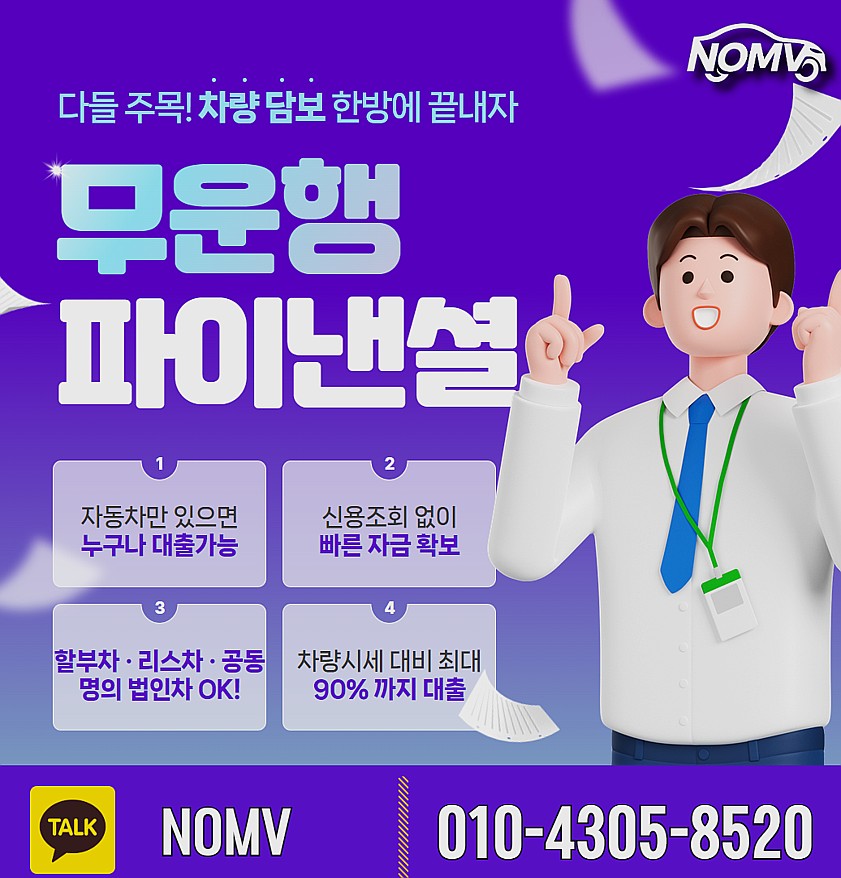 NOMV
다들 주목! 차량 담보 한방에 끝내자
무운행
파이낸셜
1
자동차만 있으면
누구나 대출가능
2
신용조회 없이
빠른 자금 확보
3
할부차 · 리스차 · 공동
명의 법인차 OK!
4
차량시세 대비 최대
90% 까지 대출
TALK
NOMV
010-4305-8520